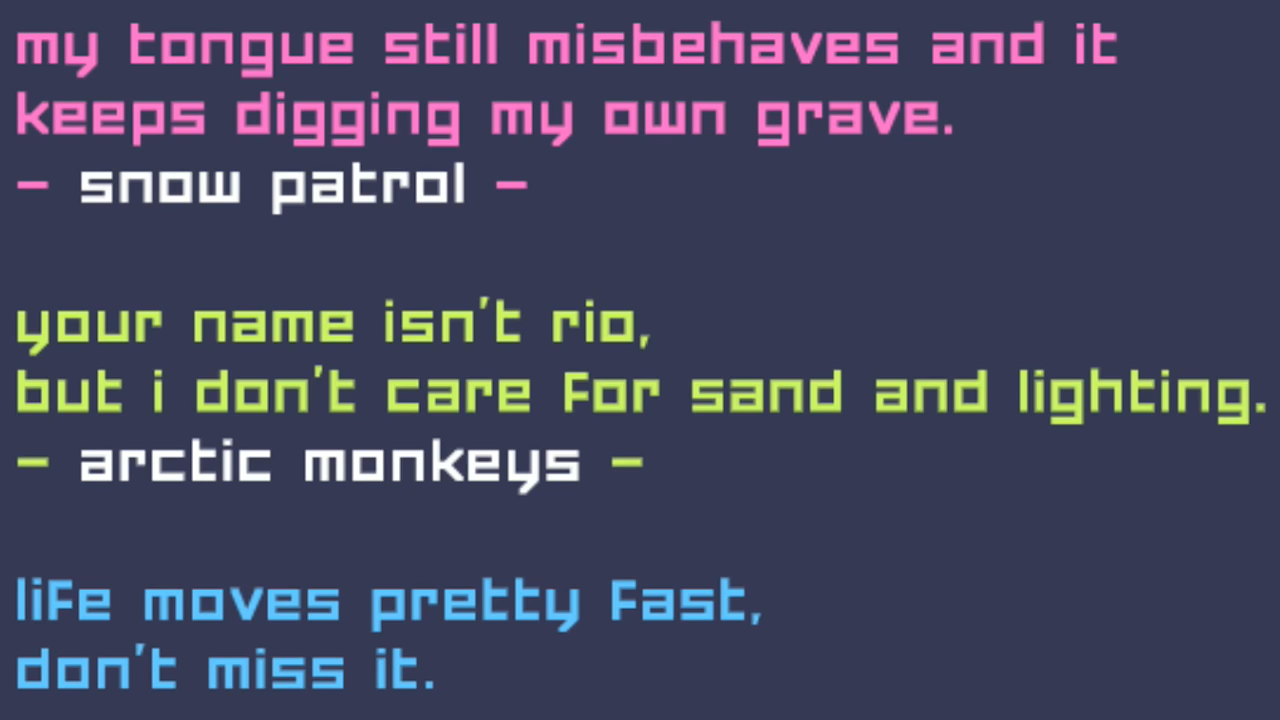 my tongue still misbehaves and it
keeps digging my own grave.
- snow patrol -
your name isn't rio,
but i don't care for sand and lighting.
- arctic monkeys -
life moves pretty fast,
don't miss it.